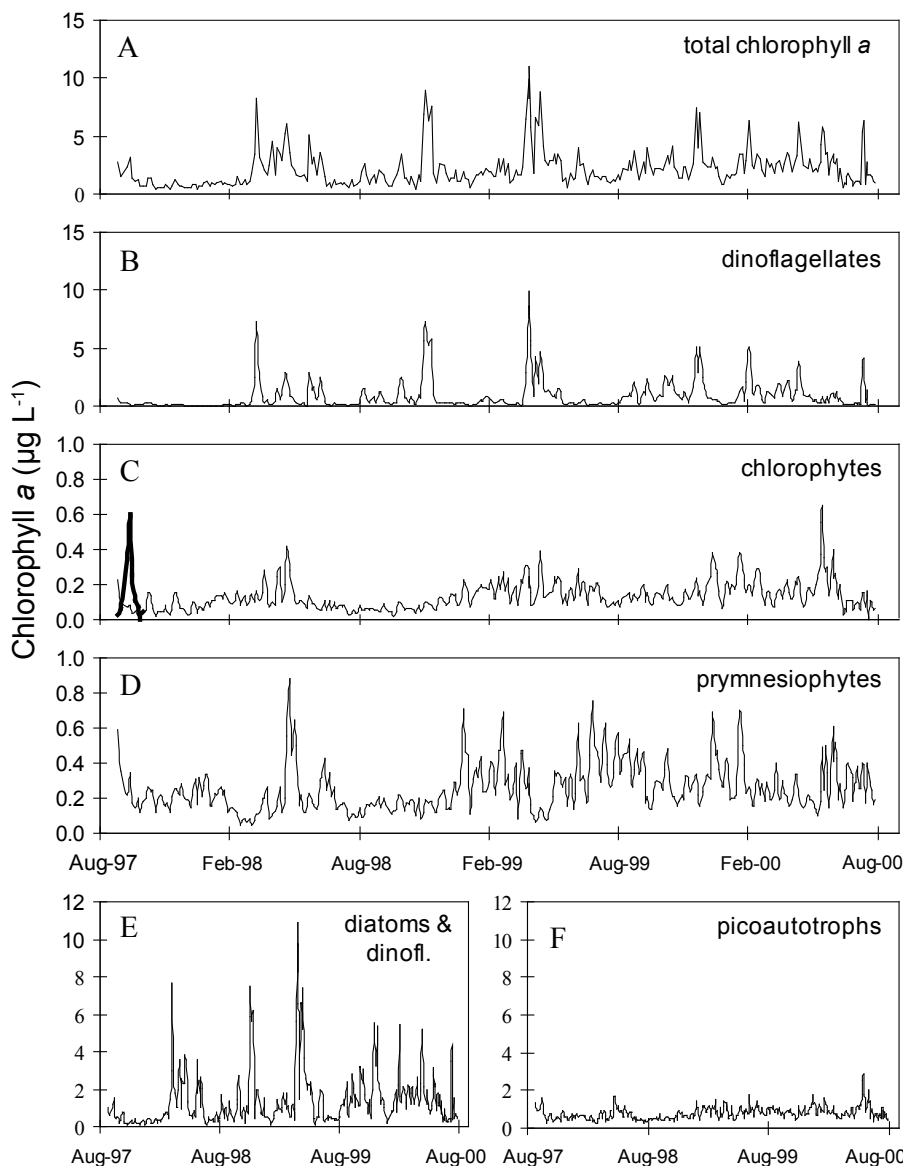 15
A
total chlorophyll a
10
5
0
15
B
dinoflagellates
10
5
0
Chlorophyll a (µg L-1)
1.0
C
chlorophytes
0.8
0.6
0.4
0.2
0.0
1.0
D
prymnesiophytes
0.8
0.6
0.4
0.2
0.0
Aug-97 Feb-98 Aug-98 Feb-99 Aug-99 Feb-00 Aug-00
12
E
diatoms &
dinofl.
10
8
6
4
2
0
Aug-97 Aug-98 Aug-99 Aug-00
12
F
picoautotrophs
10
8
6
4
2
0
Aug-97 Aug-98 Aug-99 Aug-00